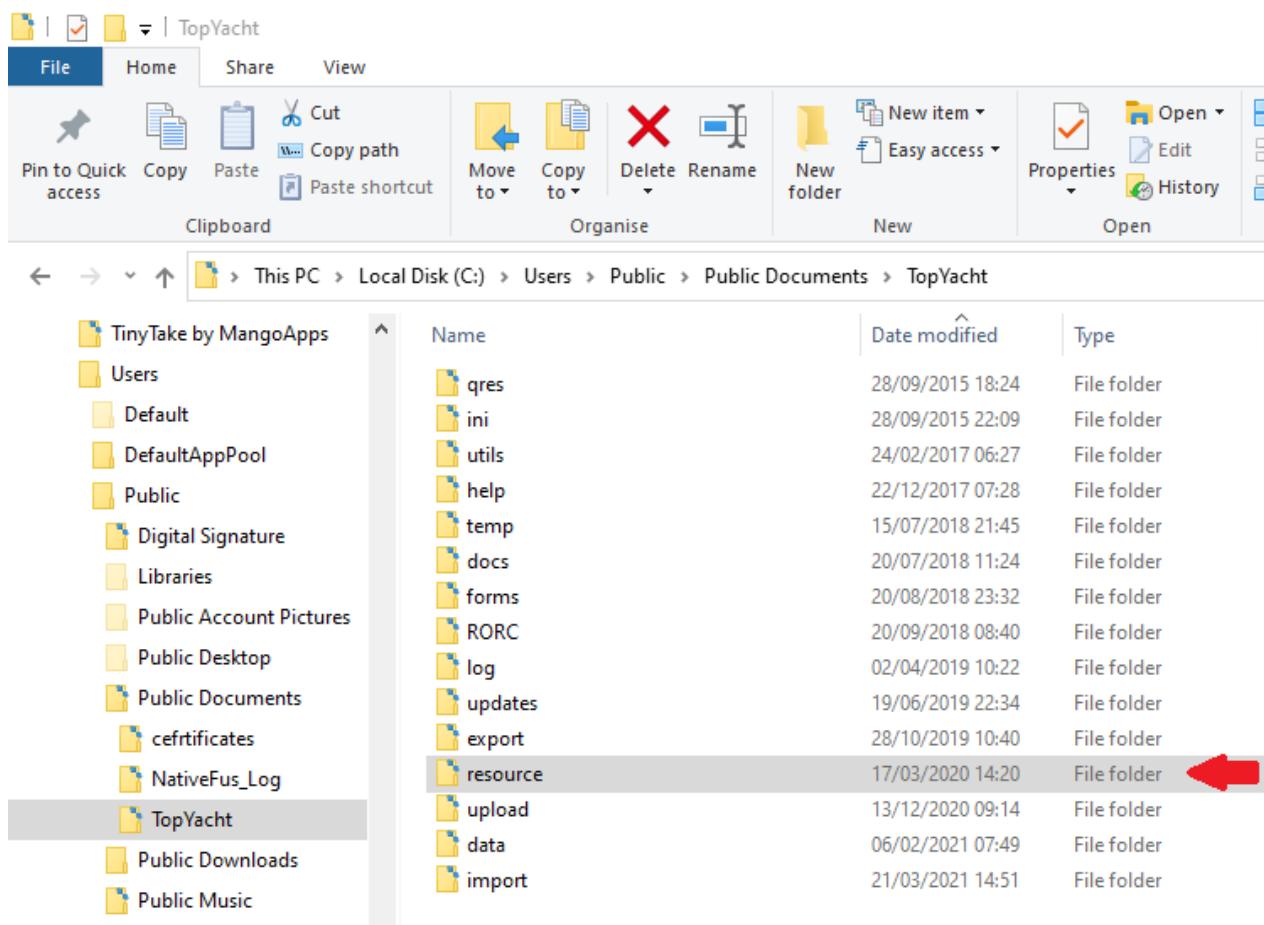 TopYacht
File Home Share View
Pin to Quick access Copy Paste Cut Copy path Paste shortcut Move to Copy to Delete Rename New folder New item Easy access Properties Open Edit History
Clipboard Organise New Open
This PC > Local Disk (C:) > Users > Public > Public Documents > TopYacht
TinyTake by MangoApps
Users
Default
DefaultAppPool
Public
Digital Signature
Libraries
Public Account Pictures
Public Desktop
Public Documents
cefrtificates
NativeFus_Log
TopYacht
Public Downloads
Public Music
Name Date modified Type
qres 28/09/2015 18:24 File folder
ini 28/09/2015 22:09 File folder
utils 24/02/2017 06:27 File folder
help 22/12/2017 07:28 File folder
temp 15/07/2018 21:45 File folder
docs 20/07/2018 11:24 File folder
forms 20/08/2018 23:32 File folder
RORC 20/09/2018 08:40 File folder
log 02/04/2019 10:22 File folder
updates 19/06/2019 22:34 File folder
export 28/10/2019 10:40 File folder
resource 17/03/2020 14:20 File folder
upload 13/12/2020 09:14 File folder
data 06/02/2021 07:49 File folder
import 21/03/2021 14:51 File folder